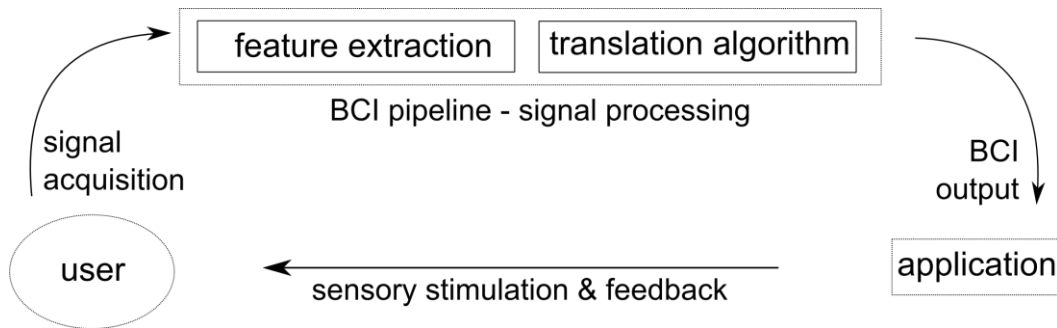 feature extraction
translation algorithm
BCI pipeline - signal processing
signal
acquisition
BCI
output
user
application
sensory stimulation & feedback